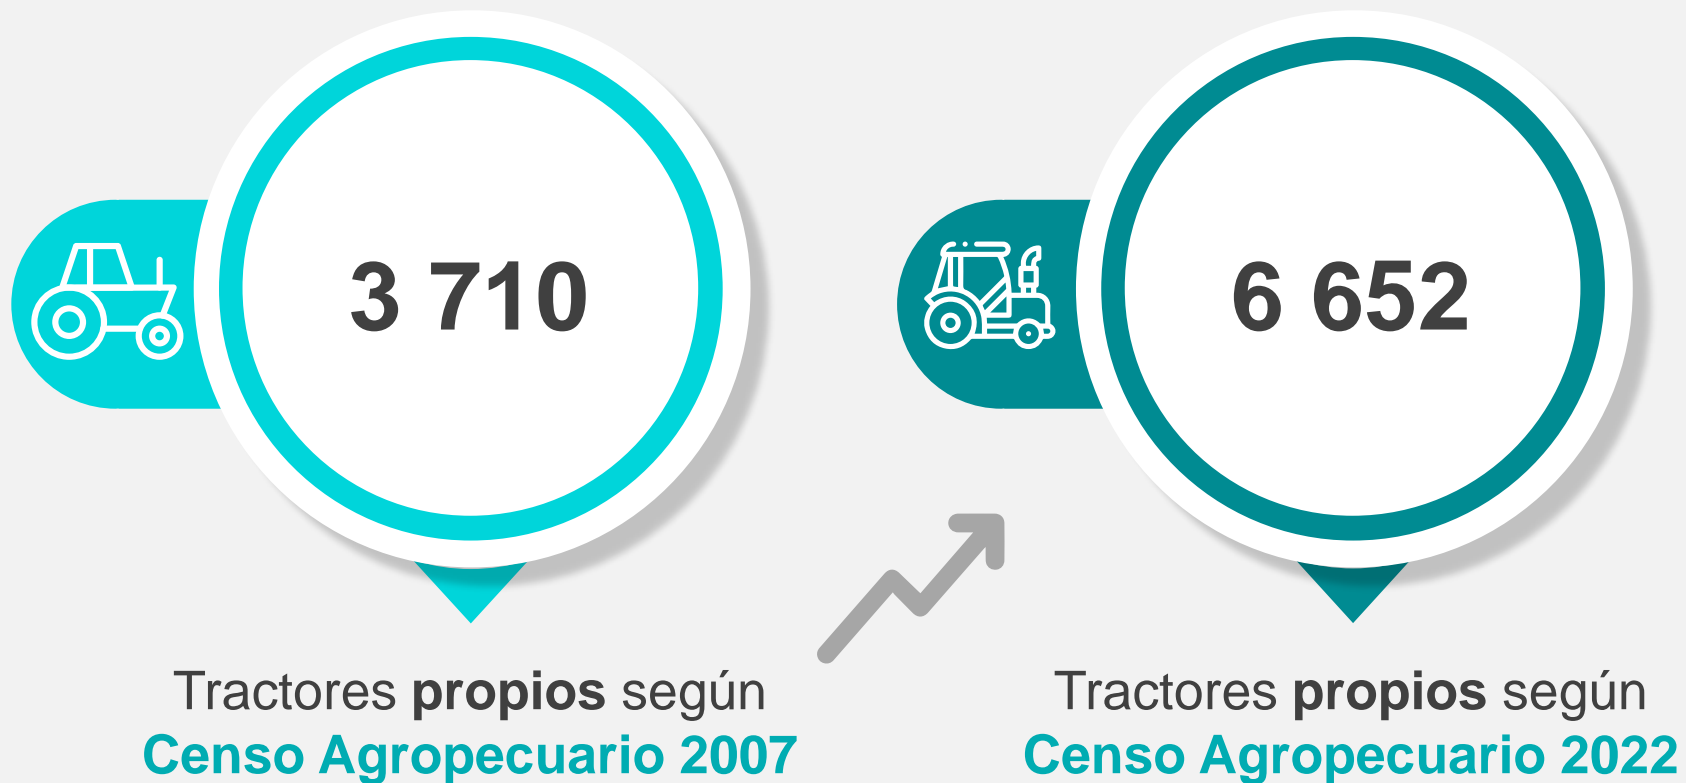 3 710
6 652
Tractores propios según
Censo Agropecuario 2007
Tractores propios según
Censo Agropecuario 2022